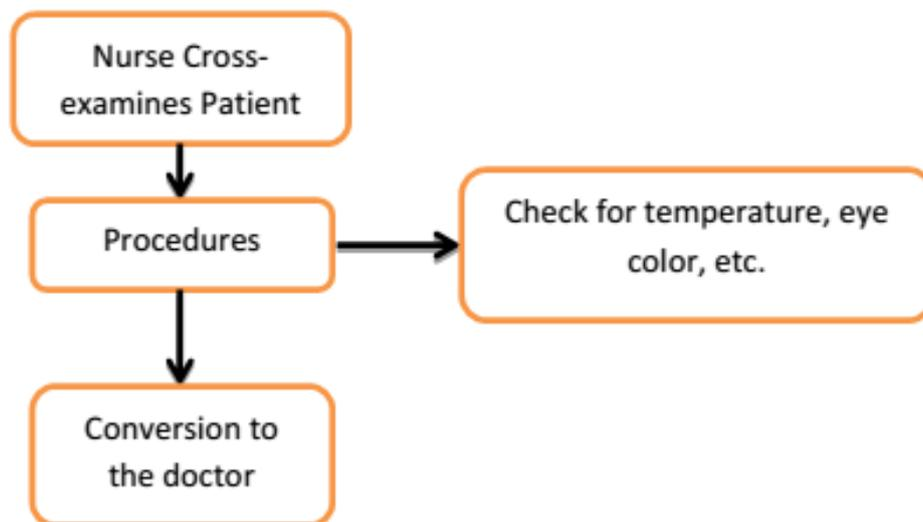 Nurse Cross-
examines Patient
Procedures
Check for temperature, eye
color, etc.
Conversion to
the doctor